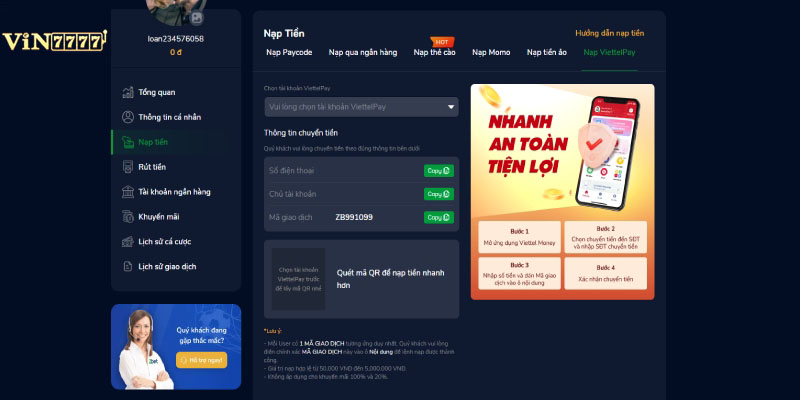 VIN7777
loan234576058
0 đ
Tổng quan
Thông tin cá nhân
Nạp tiền
Rút tiền
Tài khoản ngân hàng
Khuyến mãi
Lịch sử cá cược
Lịch sử giao dịch
Quý khách đang
gặp thắc mắc?
Hỗ trợ ngay!
Nạp Tiền
Hướng dẫn nạp tiền
HOT
Nạp Paycode Nạp qua ngân hàng Nạp thẻ cào Nạp Momo Nạp tiền ảo Nạp ViettelPay
Chọn tài khoản ViettelPay
Vui lòng chọn tài khoản ViettelPay
Thông tin chuyển tiền
Quý khách vui lòng chuyển tiền theo đúng thông tin bên dưới
Số điện thoại Copy
Chủ tài khoản Copy
Mã giao dịch ZB991099 Copy
Chọn tài khoản
ViettelPay trước
để lấy mã QR nhé
Quét mã QR để nạp tiền nhanh
hơn
*Lưu ý:
- Mỗi User có 1 MÃ GIAO DỊCH tương ứng duy nhất. Quý khách vui lòng
điền chính xác MÃ GIAO DỊCH này vào ô Nội dung để lệnh nạp được thành
công.
- Giá trị nạp hợp lệ từ 50,000 VND đến 5,000,000 VND.
- Không áp dụng cho khuyến mãi 100% và 20%.
NHANH
AN TOÀN
TIỆN LỢI
Bước 1
Mở ứng dụng Viettel Money
Bước 2
Chọn chuyển tiền đến SĐT
và nhập SĐT chuyển tiền
Bước 3
Nhập số tiền và dán Mã giao
dịch vào ô nội dung
Bước 4
Xác nhận chuyển tiền